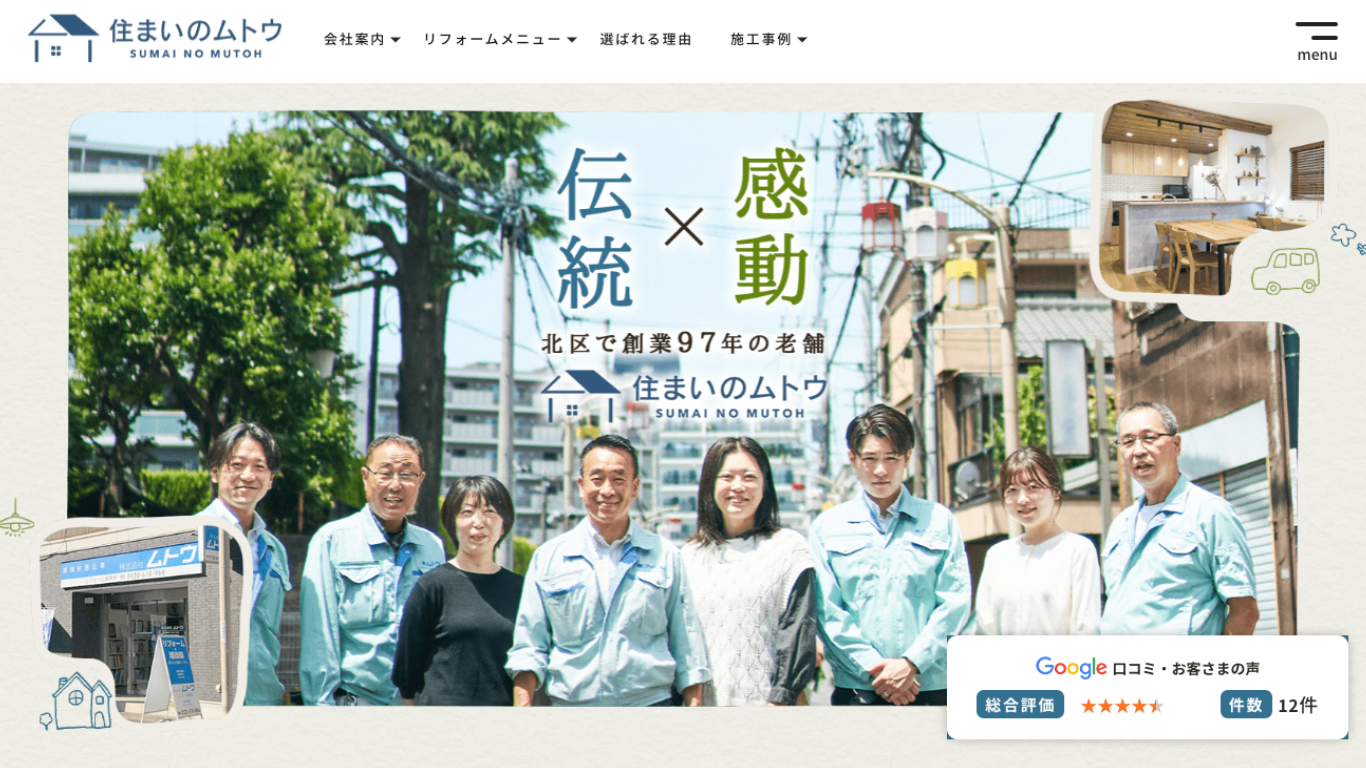 住まいのムトウ
SUMAI NO MUTOH
会社案内
リフォームメニュー
選ばれる理由
施工事例
menu
伝統
×
感動
北区で創業97年の老舗
住まいのムトウ
SUMAI NO MUTOH
株式会社 ムトウ
リフォーム
Google 口コミ・お客さまの声
総合評価
件数 12件